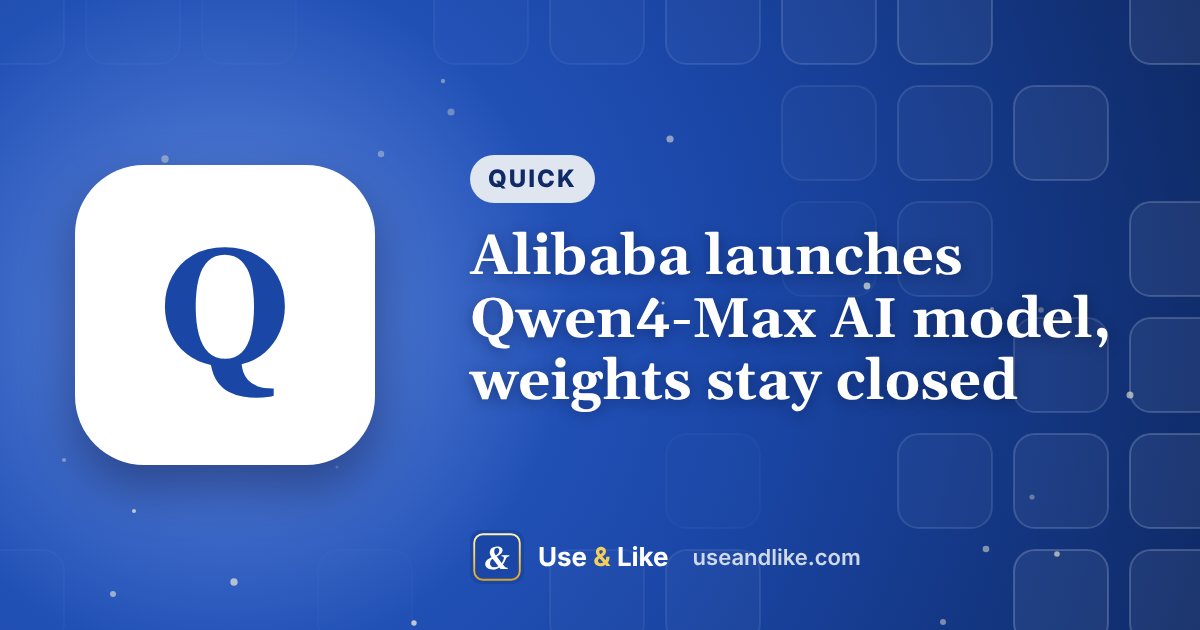 Q
QUICK
Alibaba launches
Qwen4-Max AI model,
weights stay closed
& Use & Like useandlike.com